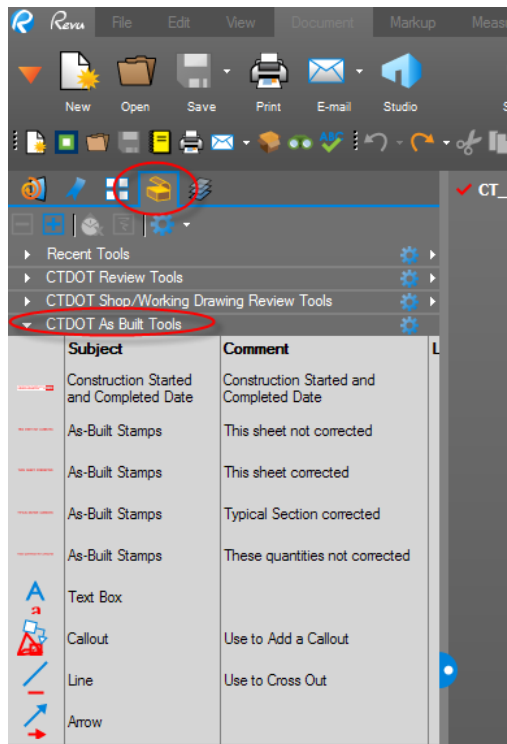 Revu File Edit View Document Markup Meas
New Open Save Print E-mail Studio S
CT_
Recent Tools
CTDOT Review Tools
CTDOT Shop/Working Drawing Review Tools
CTDOT As Built Tools
Subject Comment L
Construction Started Construction Started and
and Completed Date Completed Date
As-Built Stamps This sheet not corrected
As-Built Stamps This sheet corrected
As-Built Stamps Typical Section corrected
As-Built Stamps These quantities not corrected
A
a Text Box
Callout Use to Add a Callout
Line Use to Cross Out
Arrow